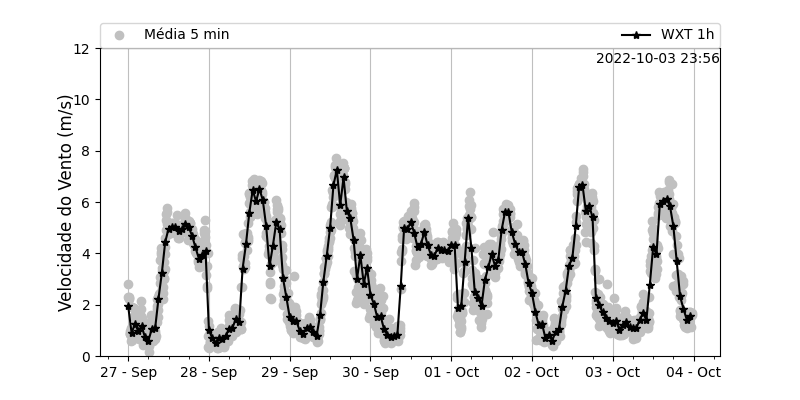 Média 5 min
WXT 1h
2022-10-03 23:56
Velocidade do Vento (m/s)
12
10
8
6
4
2
0
27 - Sep
28 - Sep
29 - Sep
30 - Sep
01 - Oct
02 - Oct
03 - Oct
04 - Oct